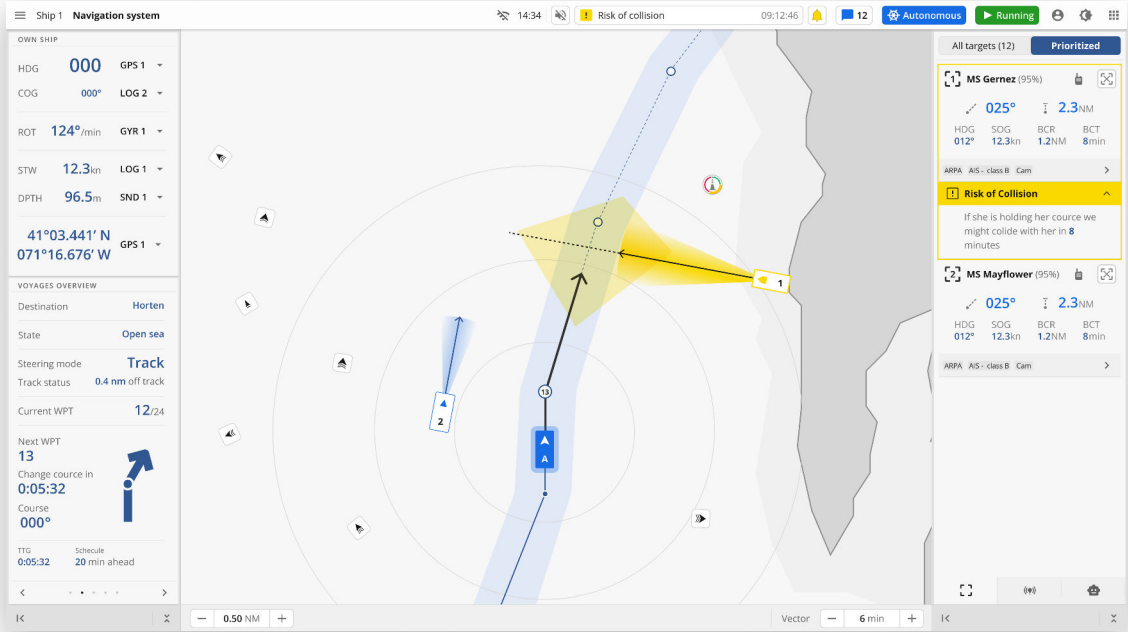 Ship 1 Navigation system 14:34 Risk of collision 09:12:46 12 Autonomous Running
OWN SHIP
HDG 000 GPS 1
COG 000° LOG 2
ROT 124°/min GYR 1
STW 12.3kn LOG 1
DPTH 96.5m SND 1
41°03.441′ N
071°16.676′ W
GPS 1
VOYAGES OVERVIEW
Destination Horten
State Open sea
Steering mode Track
Track status 0.4 nm off track
Current WPT 12/24
Next WPT
13
Change cource in
0:05:32
Course
000°
TTG Schecule
0:05:32 20 min ahead
1
2
13
A
0.50 NM
Vector 6 min
All targets (12) Prioritized
1 MS Gernez (95%)
025° 2.3NM
HDG SOG BCR BCT
012° 12.3kn 1.2NM 8min
ARPA AIS - class B Cam
Risk of Collision
If she is holding her cource we
might colide with her in 8
minutes
2 MS Mayflower (95%)
025° 2.3NM
HDG SOG BCR BCT
012° 12.3kn 1.2NM 8min
ARPA AIS - class B Cam